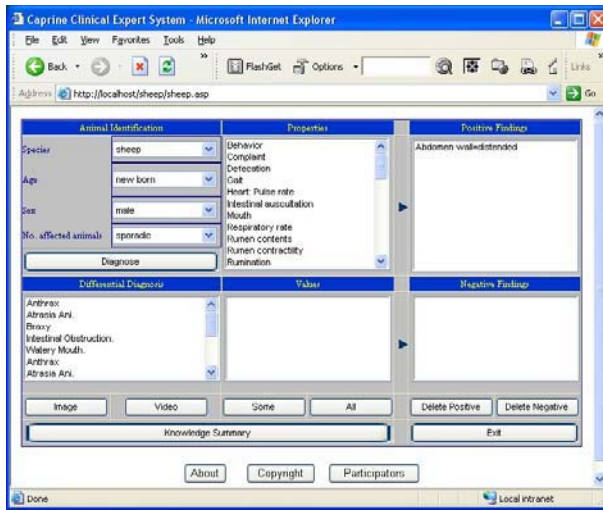 Caprine Clinical Expert System - Microsoft Internet Explorer
File Edit View Favorites Tools Help
Back FlashGet Options Links
Address http://localhost/sheep/sheep.asp Go
Animal Identification Properties Positive Findings
Species sheep
Age new born
Sex male
No. affected animals sporadic
Diagnose
Behavior
Complaint
Defecation
Gait
Heart: Pulse rate
Intestinal auscultation
Mouth
Respiratory rate
Rumen contents
Rumen contractility
Rumination
Abdomen wall=distended
Differential Diagnosis Values Negative Findings
Anthrax
Atrasia Ani.
Braxy
Intestinal Obstruction.
Watery Mouth.
Anthrax
Atrasia Ani.
Image Video Some All Delete Positive Delete Negative
Knowledge Summary Exit
About Copyright Participators
Done Local intranet